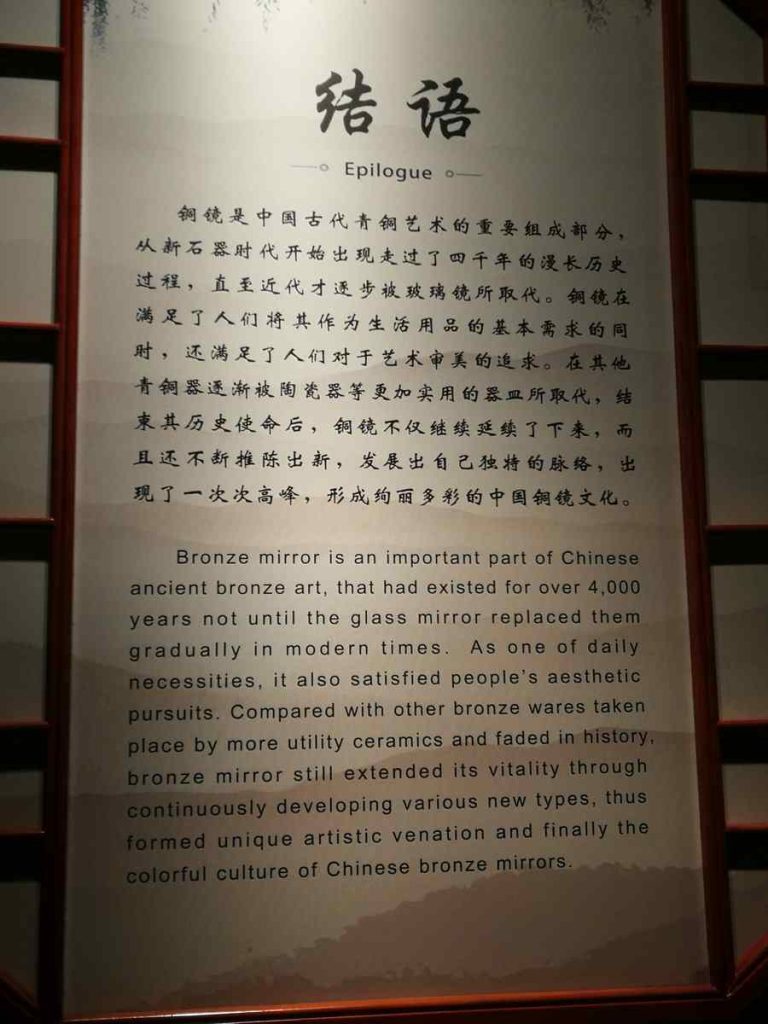 结语
Epilogue
铜镜是中国古代青铜艺术的重要组成部分，
从新石器时代开始出现走过了四千年的漫长历史
过程，直至近代才逐步被玻璃镜所取代。铜镜在
满足了人们将其作为生活用品的基本需求的同
时，还满足了人们对于艺术审美的追求。在其他
青铜器逐渐被陶瓷器等更加实用的器皿所取代，结
束其历史使命后，铜镜不仅继续延续了下来，而
且还不断推陈出新，发展出自己独特的脉络，出
现了一次次高峰，形成绚丽多彩的中国铜镜文化。
Bronze mirror is an important part of Chinese
ancient bronze art, that had existed for over 4,000
years not until the glass mirror replaced them
gradually in modern times. As one of daily
necessities, it also satisfied people's aesthetic
pursuits. Compared with other bronze wares taken
place by more utility ceramics and faded in history,
bronze mirror still extended its vitality through
continuously developing various new types, thus
formed unique artistic venation and finally the
colorful culture of Chinese bronze mirrors.